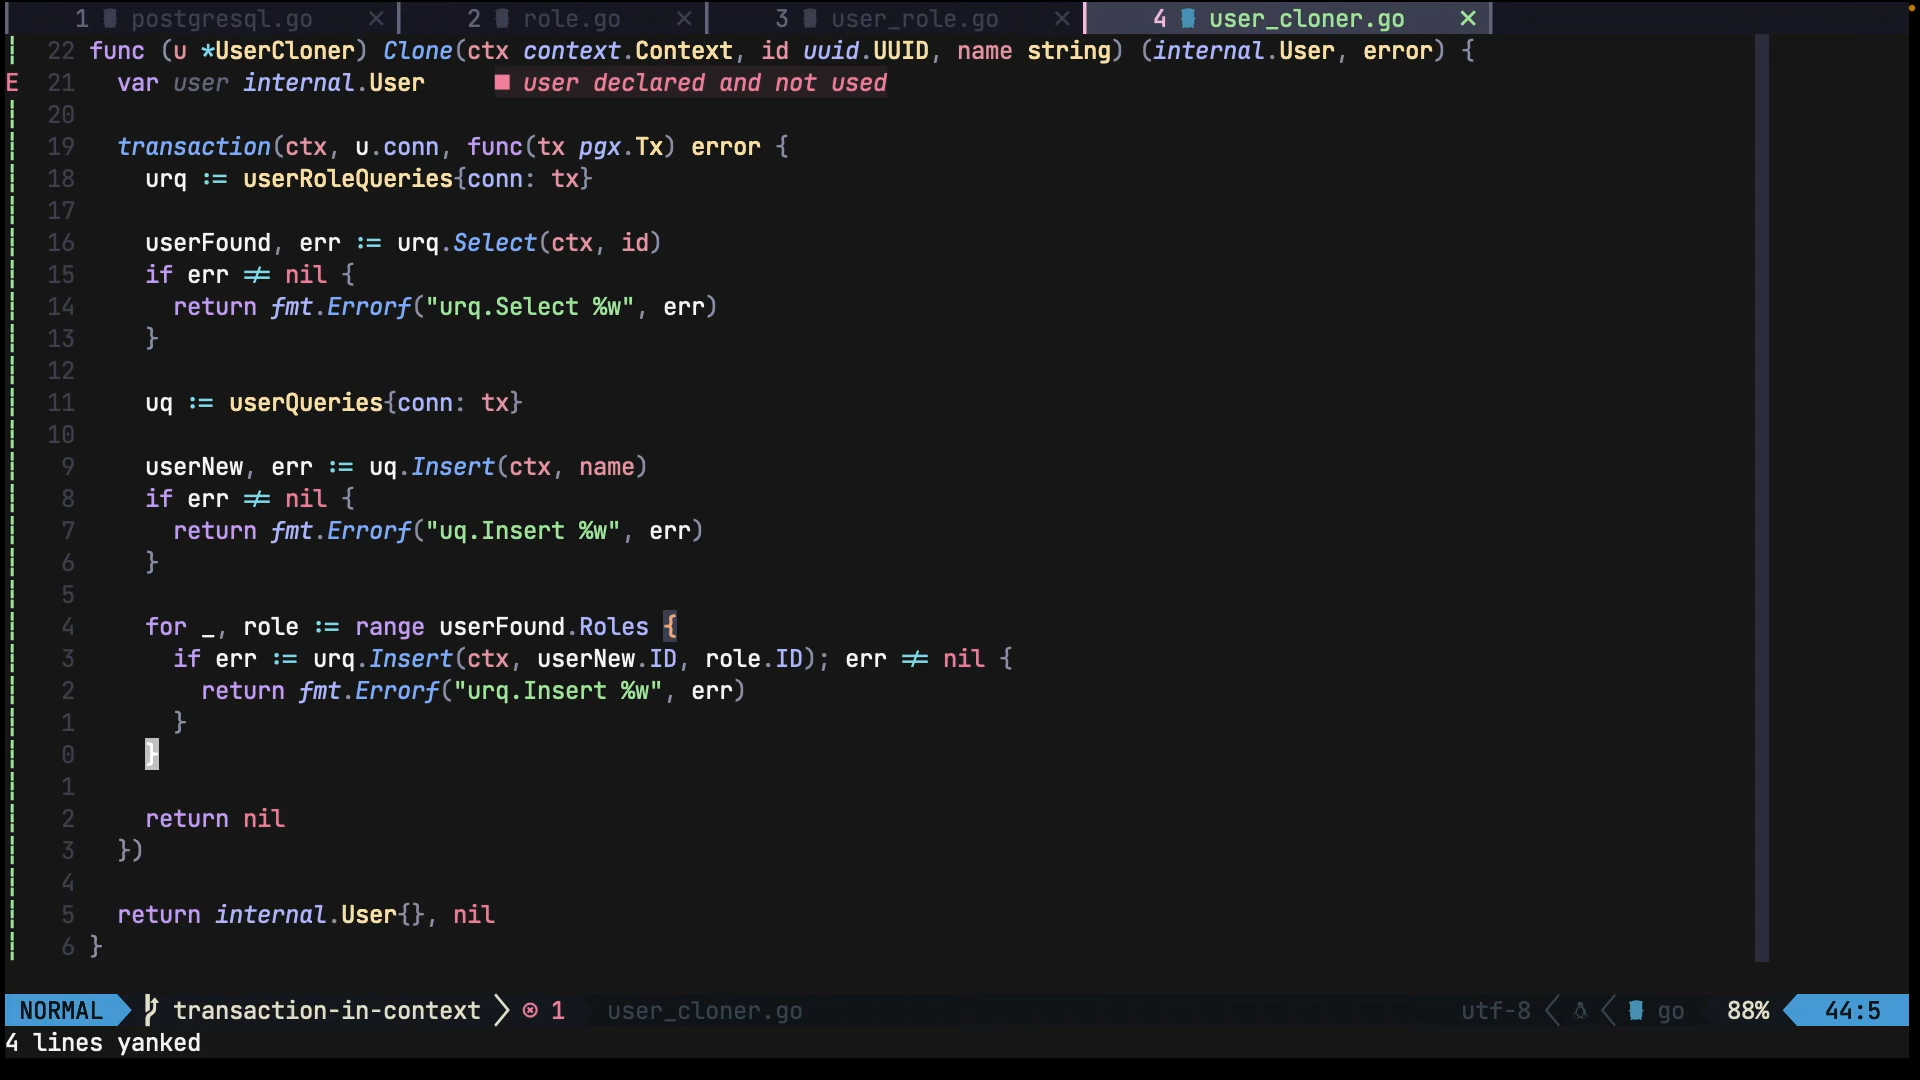 1 postgresql.go × 2 role.go × 3 user_role.go × 4 user_cloner.go ×
22 func (u *UserCloner) Clone(ctx context.Context, id uuid.UUID, name string) (internal.User, error) {
E 21 var user internal.User ■ user declared and not used
20
19 transaction(ctx, u.conn, func(tx pgx.Tx) error {
18 urq := userRoleQueries{conn: tx}
17
16 userFound, err := urq.Select(ctx, id)
15 if err != nil {
14 return fmt.Errorf("urq.Select %w", err)
13 }
12
11 uq := userQueries{conn: tx}
10
9 userNew, err := uq.Insert(ctx, name)
8 if err != nil {
7 return fmt.Errorf("uq.Insert %w", err)
6 }
5
4 for _, role := range userFound.Roles {
3 if err := urq.Insert(ctx, userNew.ID, role.ID); err != nil {
2 return fmt.Errorf("urq.Insert %w", err)
1 }
0 }
1
2 return nil
3 })
4
5 return internal.User{}, nil
6 }
NORMAL transaction-in-context 1 user_cloner.go utf-8 go 88% 44:5
4 lines yanked